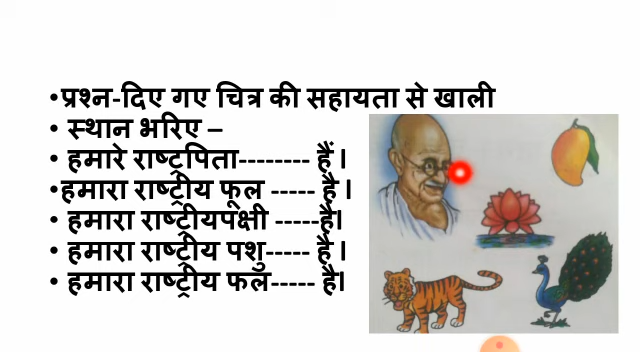 •प्रश्न-दिए गए चित्र की सहायता से खाली
• स्थान भरिए –
• हमारे राष्ट्रपिता-------- हैं।
•हमारा राष्ट्रीय फूल ----- है।
• हमारा राष्ट्रीयपक्षी -----है।
• हमारा राष्ट्रीय पशु----- है।
• हमारा राष्ट्रीय फल----- है।